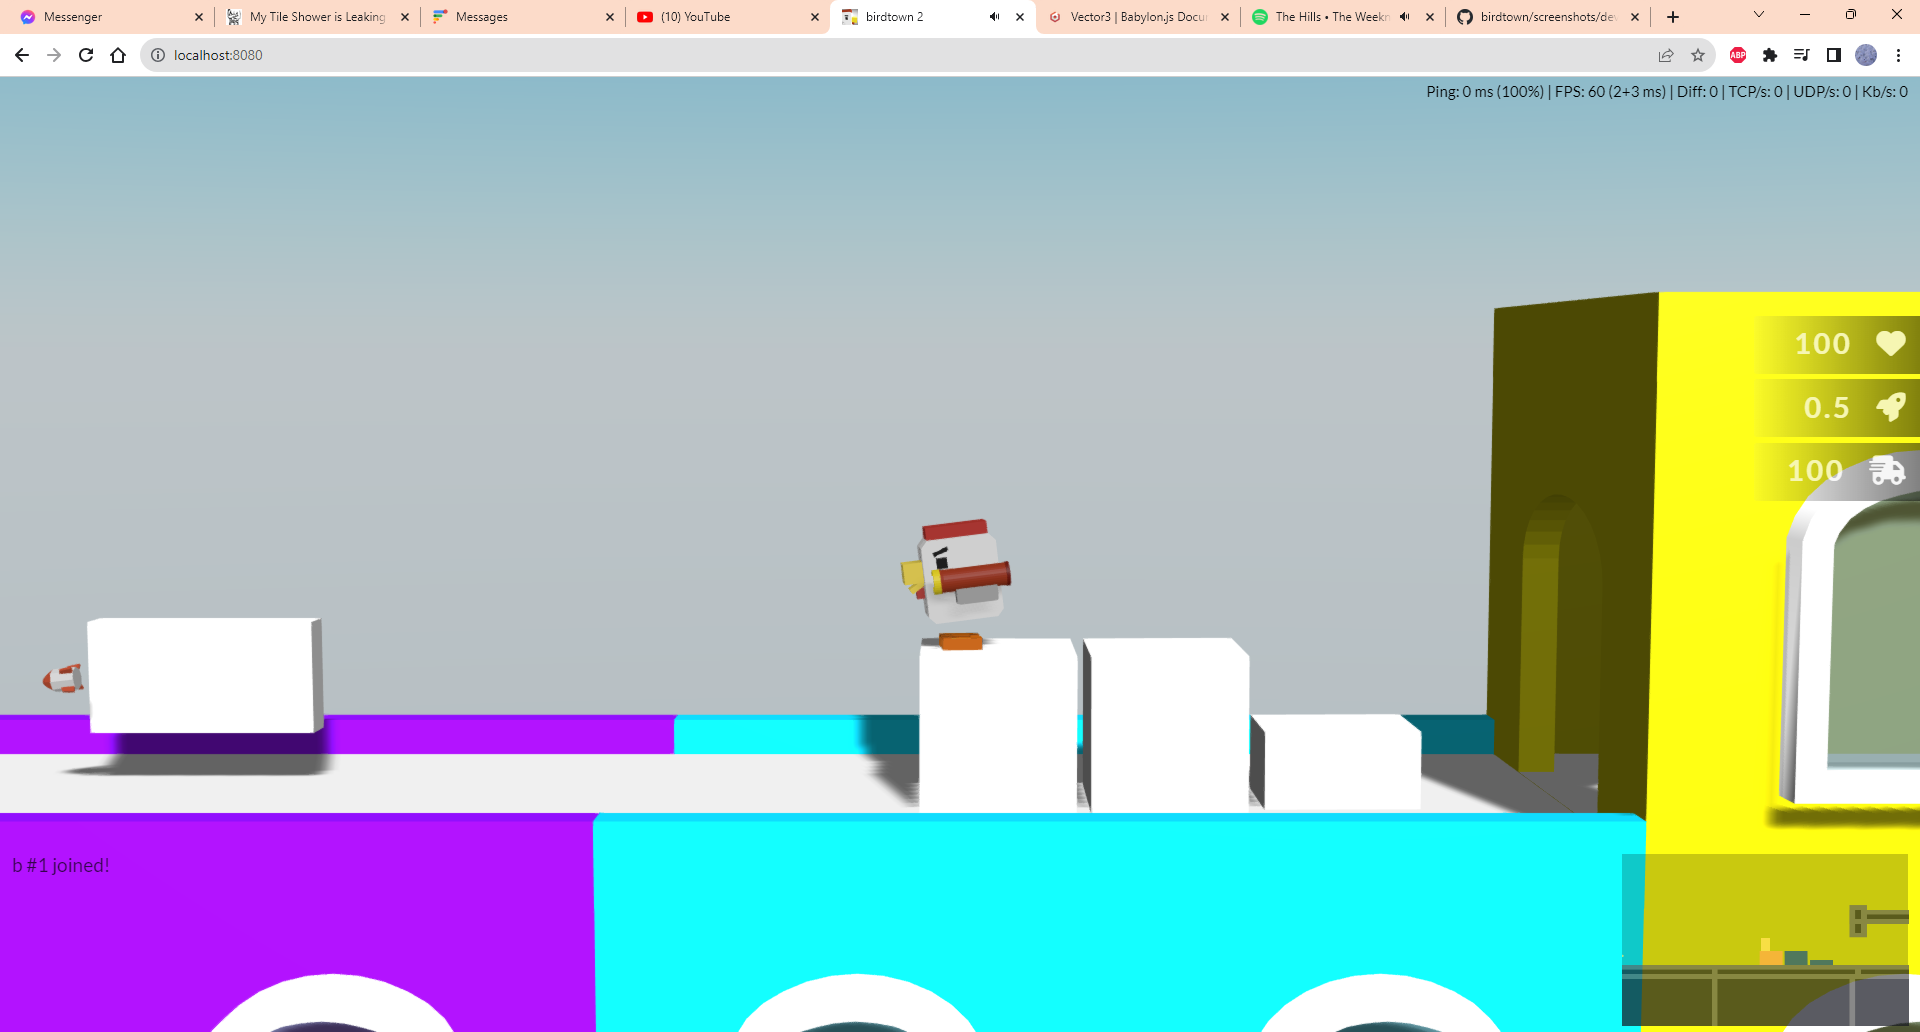 Messenger
My Tile Shower is Leaking
Messages
(10) YouTube
birdtown 2
Vector3 | Babylon.js Docu
The Hills • The Weekn
birdtown/screenshots/dev
localhost:8080
ABP
Ping: 0 ms (100%) | FPS: 60 (2+3 ms) | Diff: 0 | TCP/s: 0 | UDP/s: 0 | Kb/s: 0
100
0.5
100
b #1 joined!